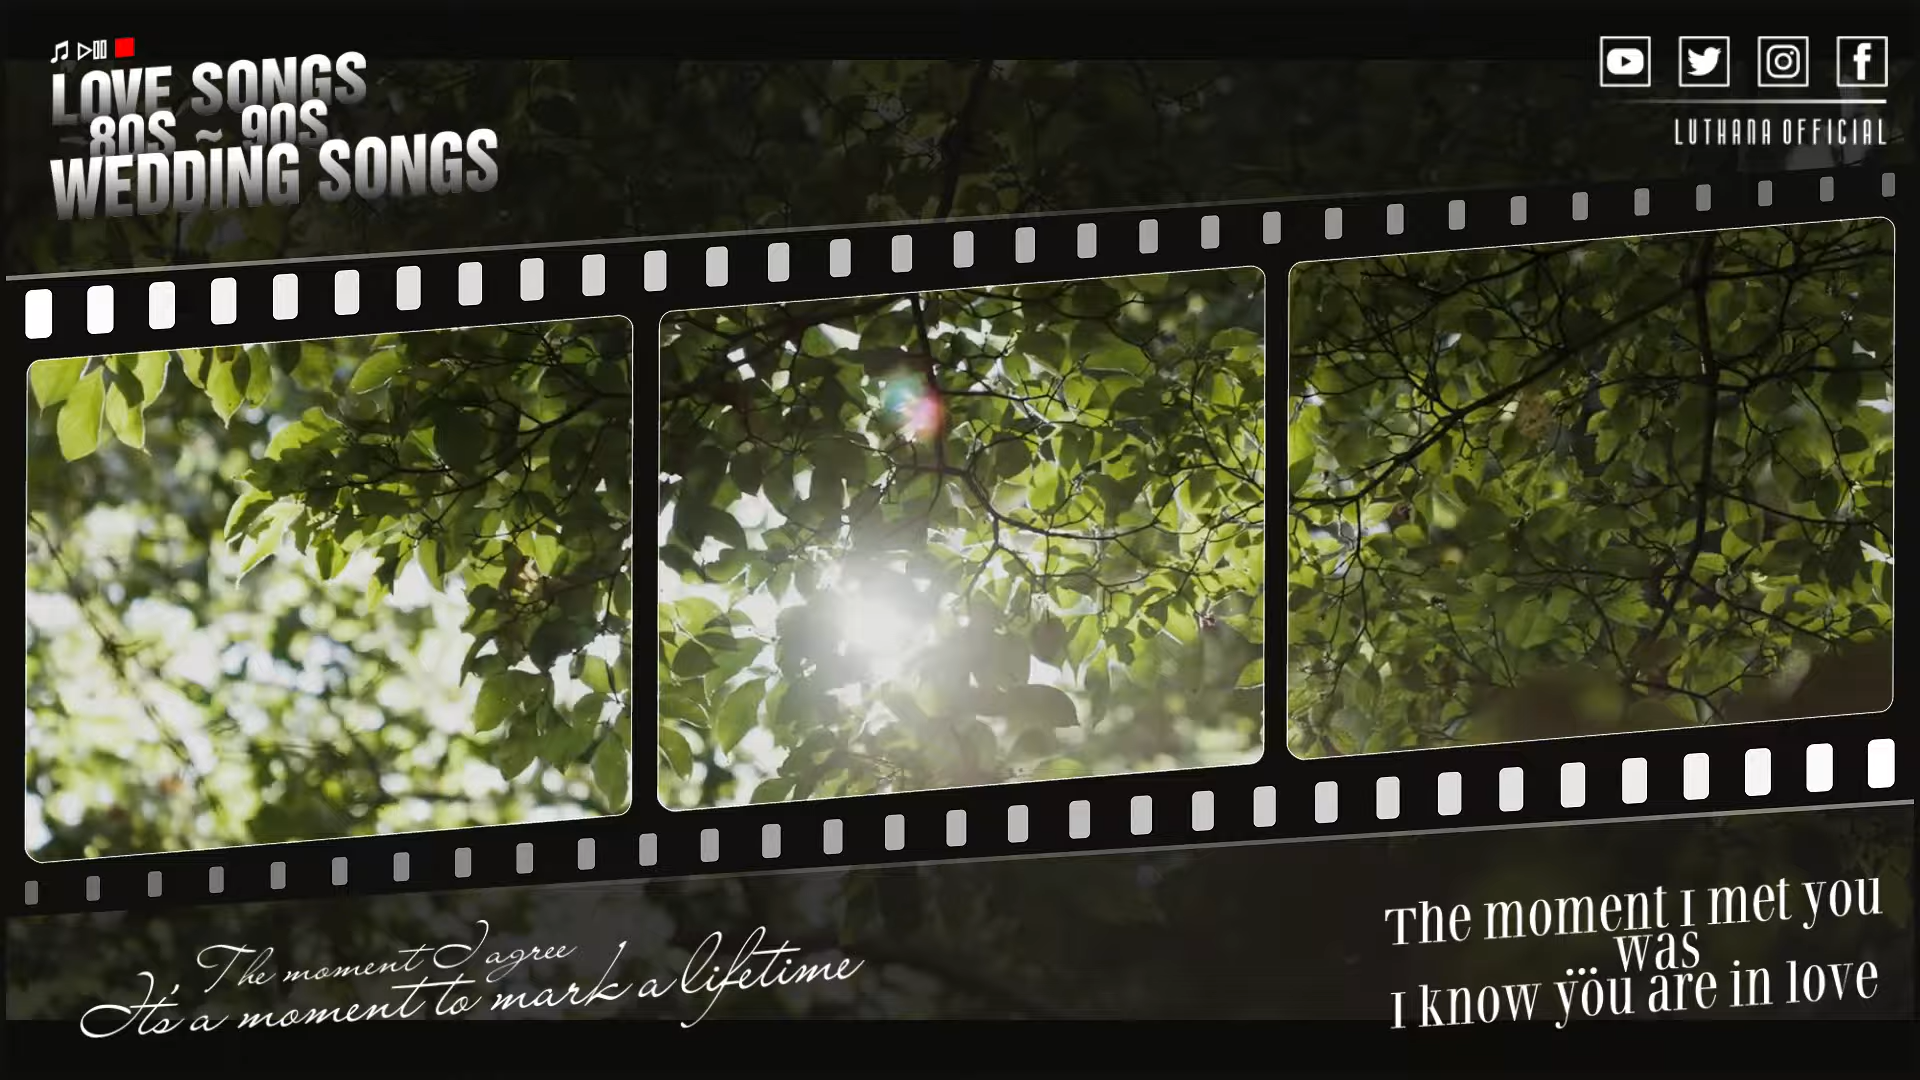 LOVE SONGS
80S ~ 90S
WEDDING SONGS
LUTHANA OFFICIAL
The moment I agree
It's a moment to mark a lifetime
The moment I met you
was
I know yöu are in love